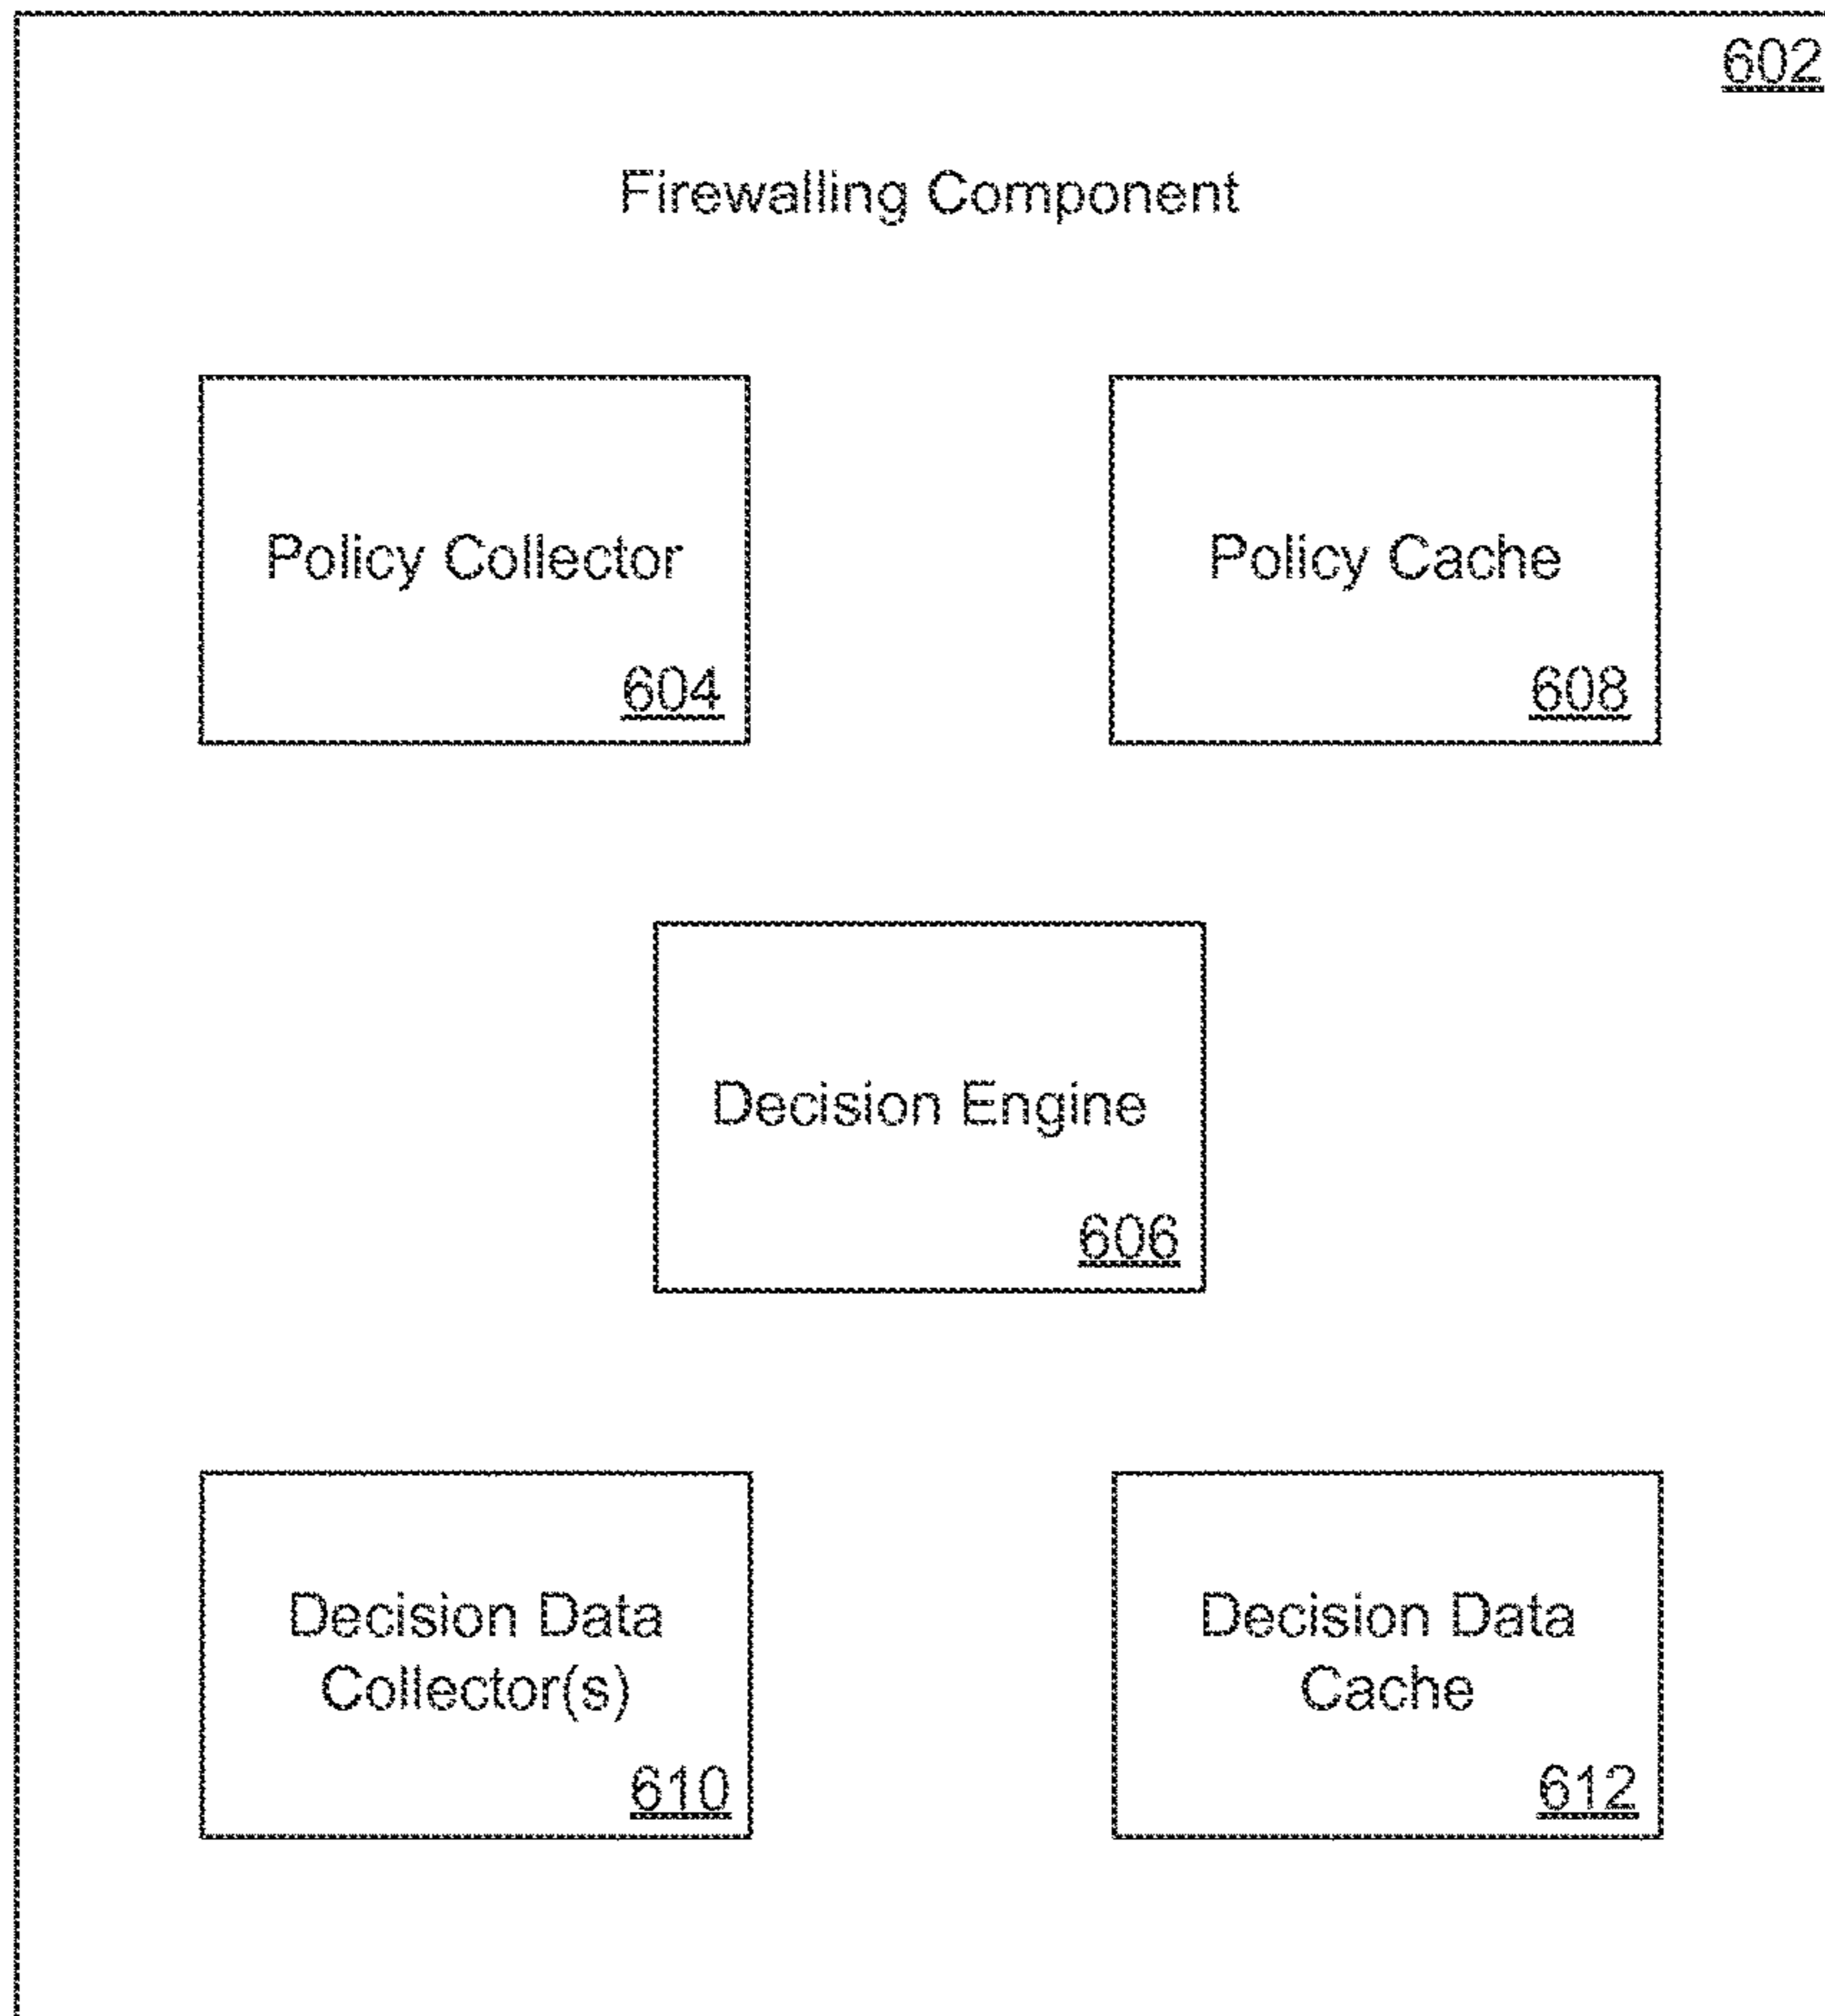 602
Firewalling Component
Policy Collector
604
Policy Cache
608
Decision Engine
606
Decision Data
Collector(s)
610
Decision Data
Cache
612